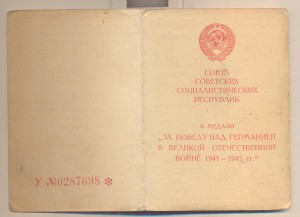 СОЮЗ
СОВЕТСКИХ
СОЦИАЛИСТИЧЕСКИХ
РЕСПУБЛИК
К МЕДАЛИ
„ЗА ПОБЕДУ НАД ГЕРМАНИЕЙ
В ВЕЛИКОЙ ОТЕЧЕСТВЕННОЙ
ВОЙНЕ 1941—1945 гг.“
У №0287698 *